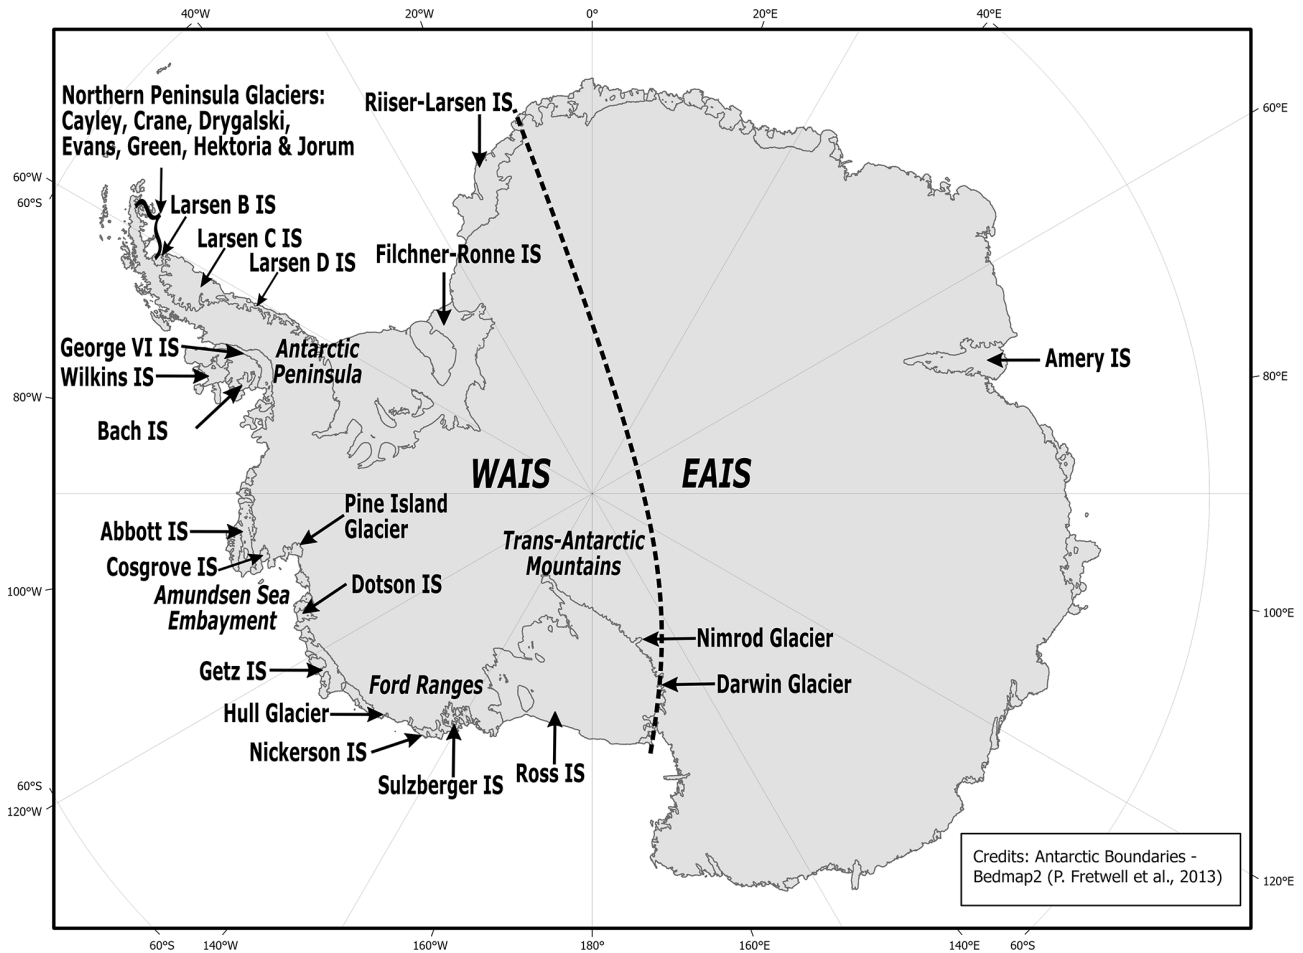 40°W
20°W
0°
20°E
40°E
Northern Peninsula Glaciers:
Cayley, Crane, Drygalski,
Evans, Green, Hektoria & Jorum
Riiser-Larsen IS
60°E
60°W
60°S
Larsen B IS
Larsen C IS
Larsen D IS
Filchner-Ronne IS
George VI IS
Wilkins IS
Bach IS
Antarctic
Peninsula
Amery IS
80°W
80°E
WAIS
EAIS
Pine Island
Glacier
Abbott IS
Cosgrove IS
Trans-Antarctic
Mountains
Amundsen Sea
Embayment
Dotson IS
100°W
100°E
Nimrod Glacier
Getz IS
Ford Ranges
Darwin Glacier
Hull Glacier
Nickerson IS
Sulzberger IS
Ross IS
60°S
120°W
Credits: Antarctic Boundaries -
Bedmap2 (P. Fretwell et al., 2013)
120°E
60°S
140°W
160°W
180°
160°E
140°E
60°S